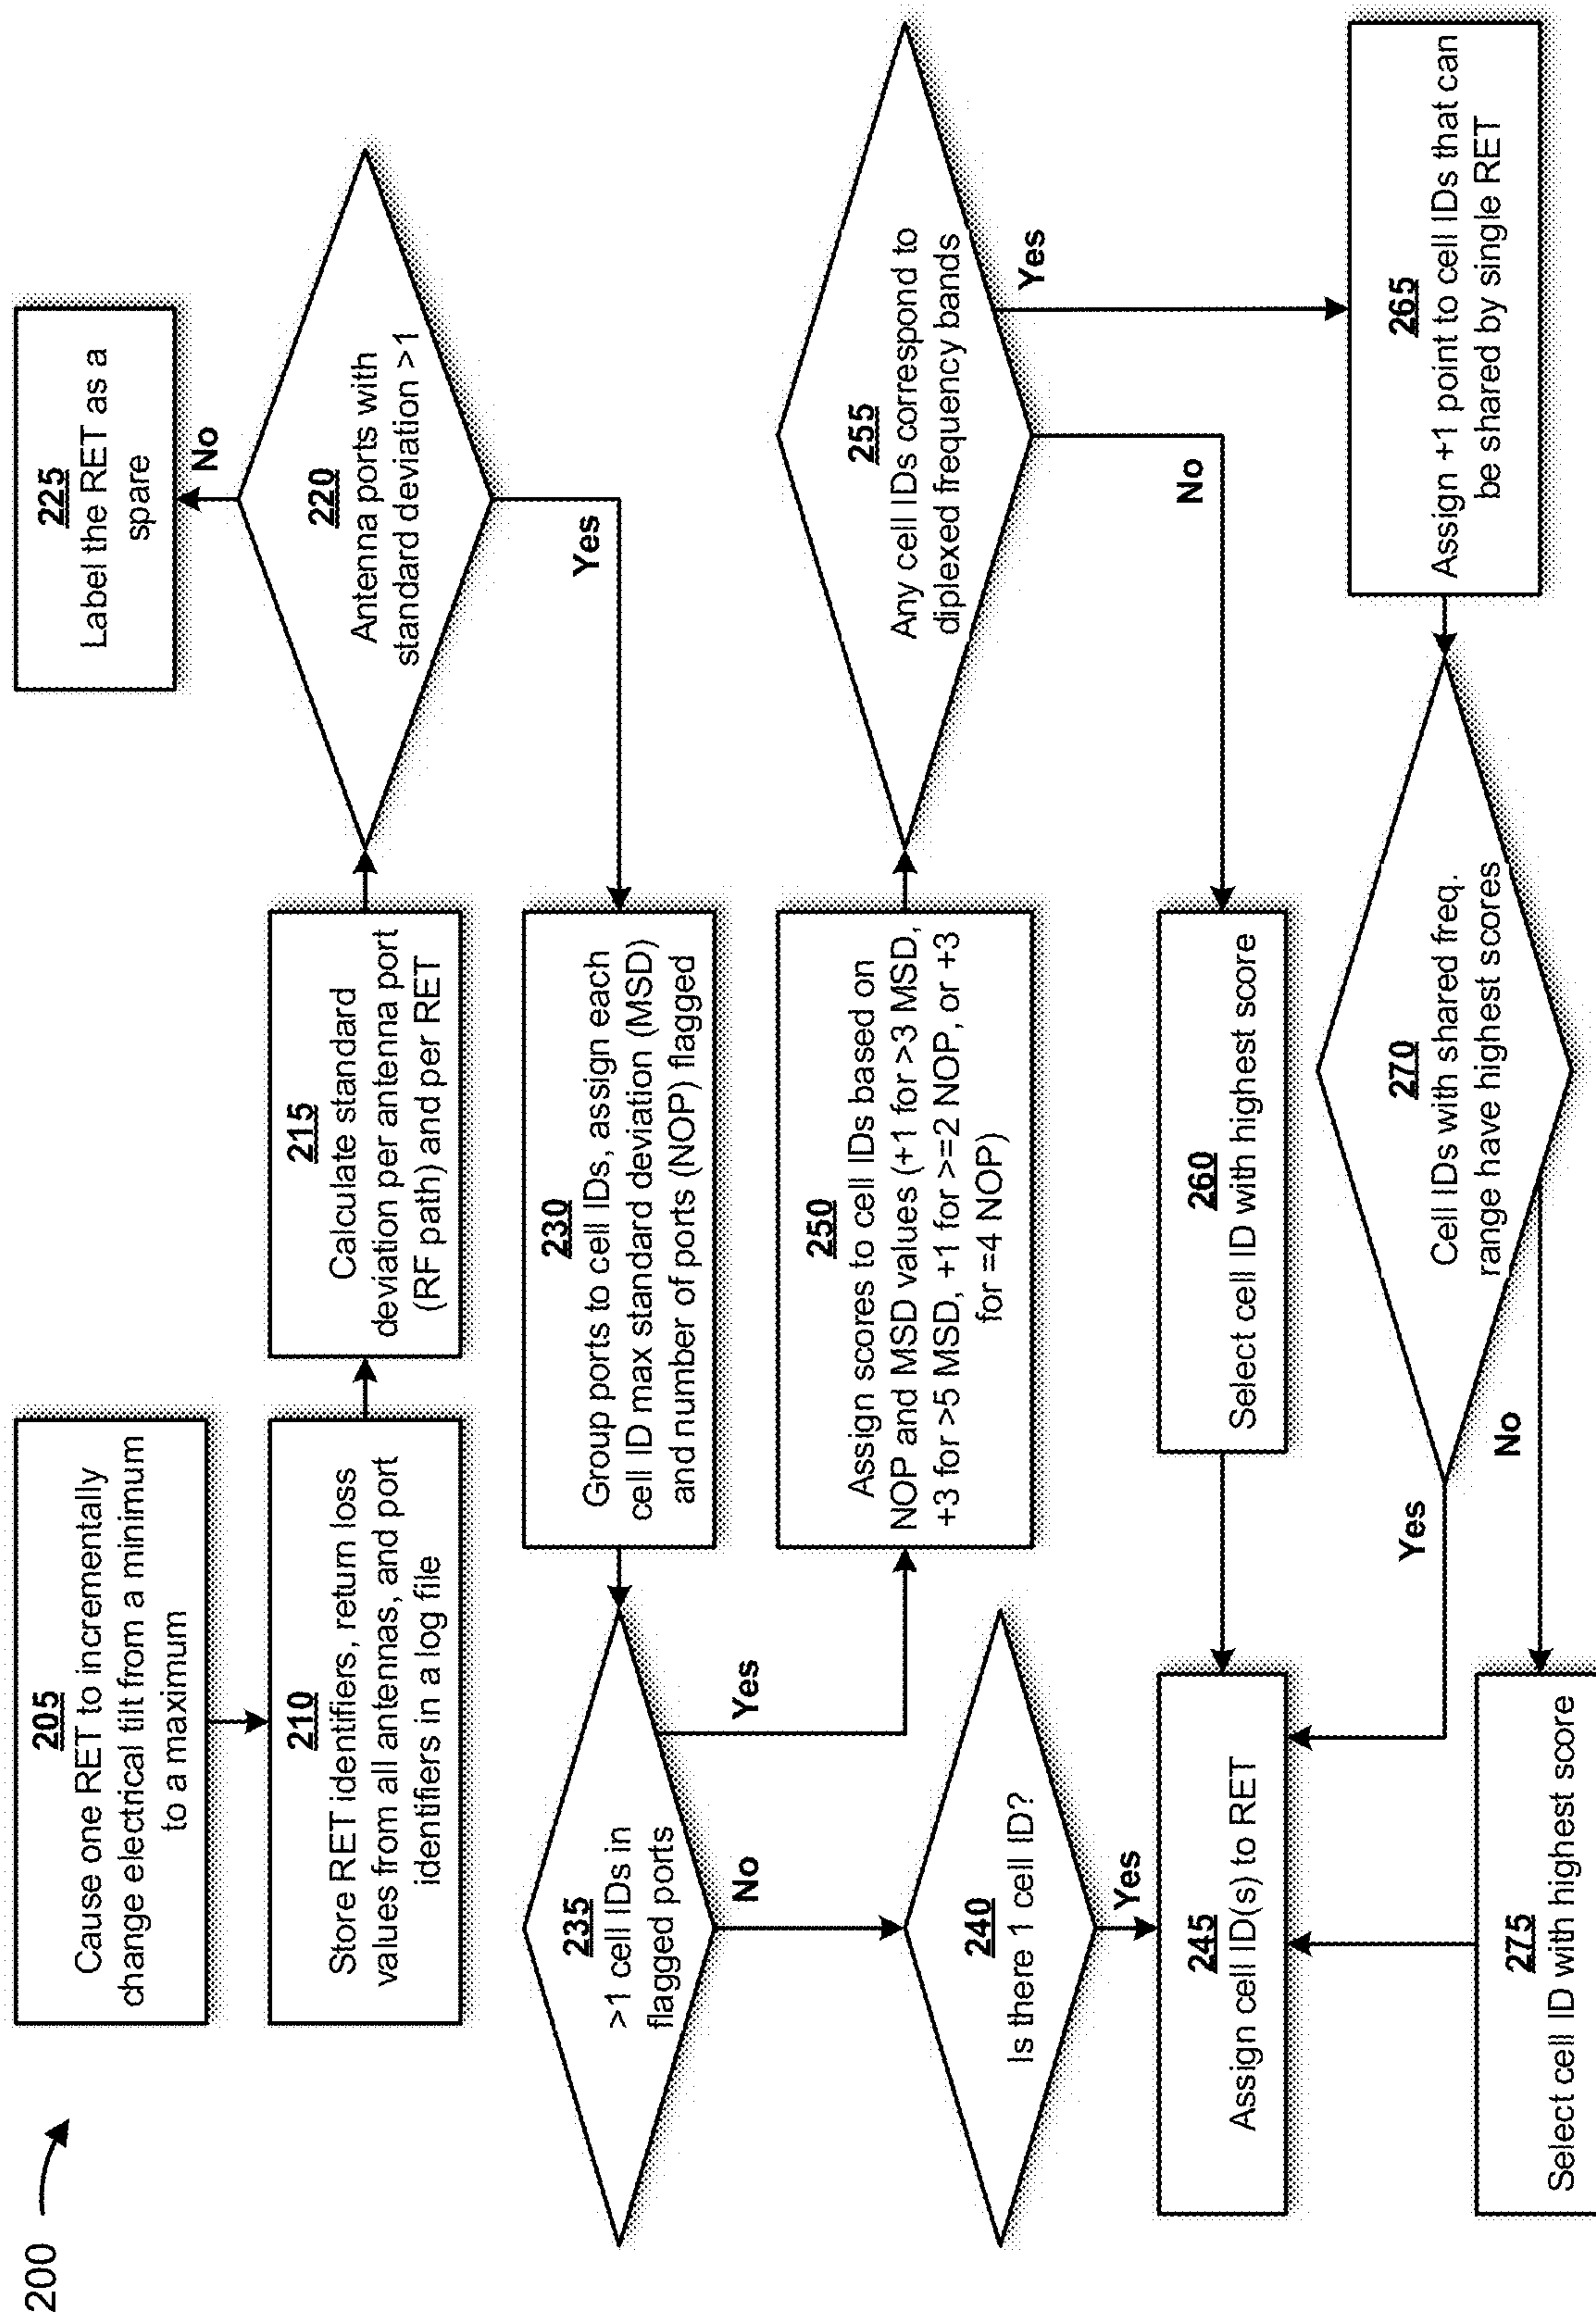 200
205
Cause one RET to incrementally
change electrical tilt from a minimum
to a maximum
210
Store RET identifiers, return loss
values from all antennas, and port
identifiers in a log file
215
Calculate standard
deviation per antenna port
(RF path) and per RET
220
Antenna ports with
standard deviation >1
No
225
Label the RET as a
spare
Yes
230
Group ports to cell IDs, assign each
cell ID max standard deviation (MSD)
and number of ports (NOP) flagged
235
>1 cell IDs in
flagged ports
No
Yes
240
Is there 1 cell ID?
Yes
245
Assign cell ID(s) to RET
250
Assign scores to cell IDs based on
NOP and MSD values (+1 for >3 MSD,
+3 for >5 MSD, +1 for >=2 NOP, or +3
for =4 NOP)
255
Any cell IDs correspond to
diplexed frequency bands
No
Yes
260
Select cell ID with highest score
265
Assign +1 point to cell IDs that can
be shared by single RET
270
Cell IDs with shared freq.
range have highest scores
Yes
No
275
Select cell ID with highest score